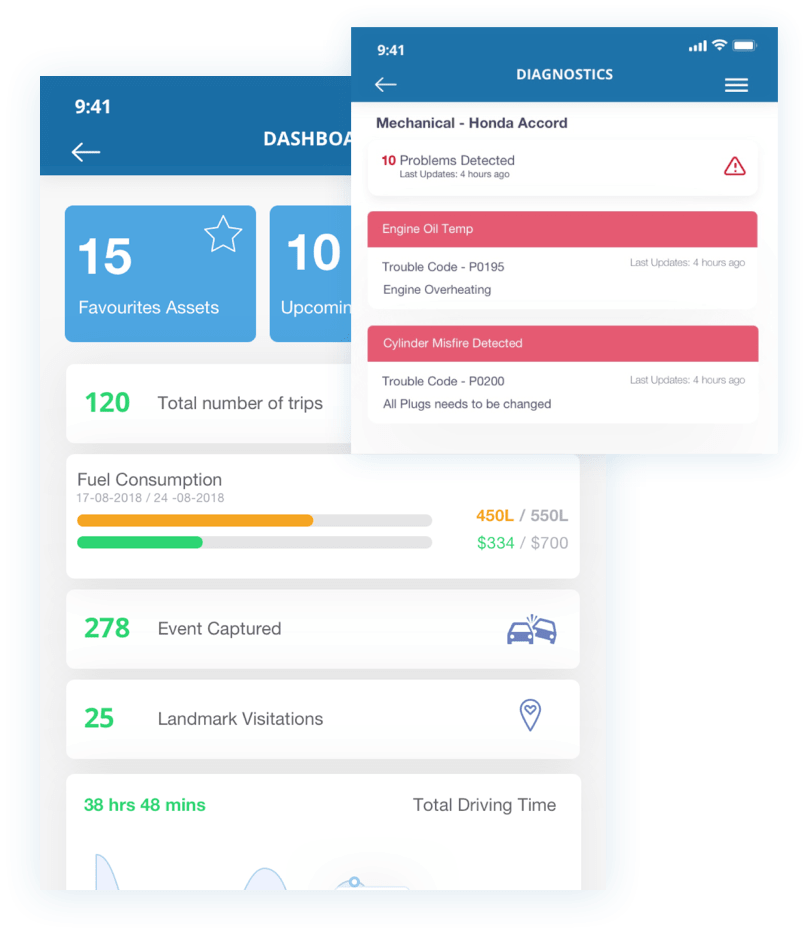 9:41
DIAGNOSTICS
Mechanical - Honda Accord
10 Problems Detected
Last Updates: 4 hours ago
Engine Oil Temp
Trouble Code - P0195
Last Updates: 4 hours ago
Engine Overheating
Cylinder Misfire Detected
Trouble Code - P0200
Last Updates: 4 hours ago
All Plugs needs to be changed
9:41
DASHBOA
15
Favourites Assets
10
Upcomin
120 Total number of trips
Fuel Consumption
17-08-2018 / 24 -08-2018
450L / 550L
$334 / $700
278 Event Captured
25 Landmark Visitations
38 hrs 48 mins
Total Driving Time